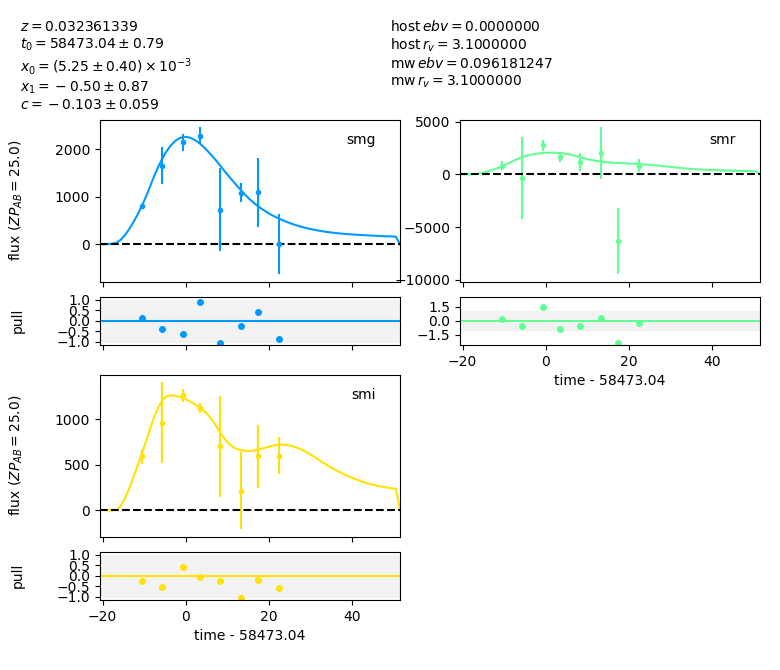 z = 0.032361339
t₀ = 58473.04 ± 0.79
x₀ = (5.25 ± 0.40) × 10⁻³
x₁ = −0.50 ± 0.87
c = −0.103 ± 0.059
host ebv = 0.0000000
host r_v = 3.1000000
mw ebv = 0.096181247
mw r_v = 3.1000000
smg
flux (ZP_AB = 25.0)
2000
1000
0
smr
5000
0
−5000
−10000
pull
1.0
0.5
0.0
−0.5
−1.0
1.5
0.0
−1.5
−20
0
20
40
time - 58473.04
smi
flux (ZP_AB = 25.0)
1000
500
0
pull
1.0
0.5
0.0
−0.5
−1.0
−20
0
20
40
time - 58473.04